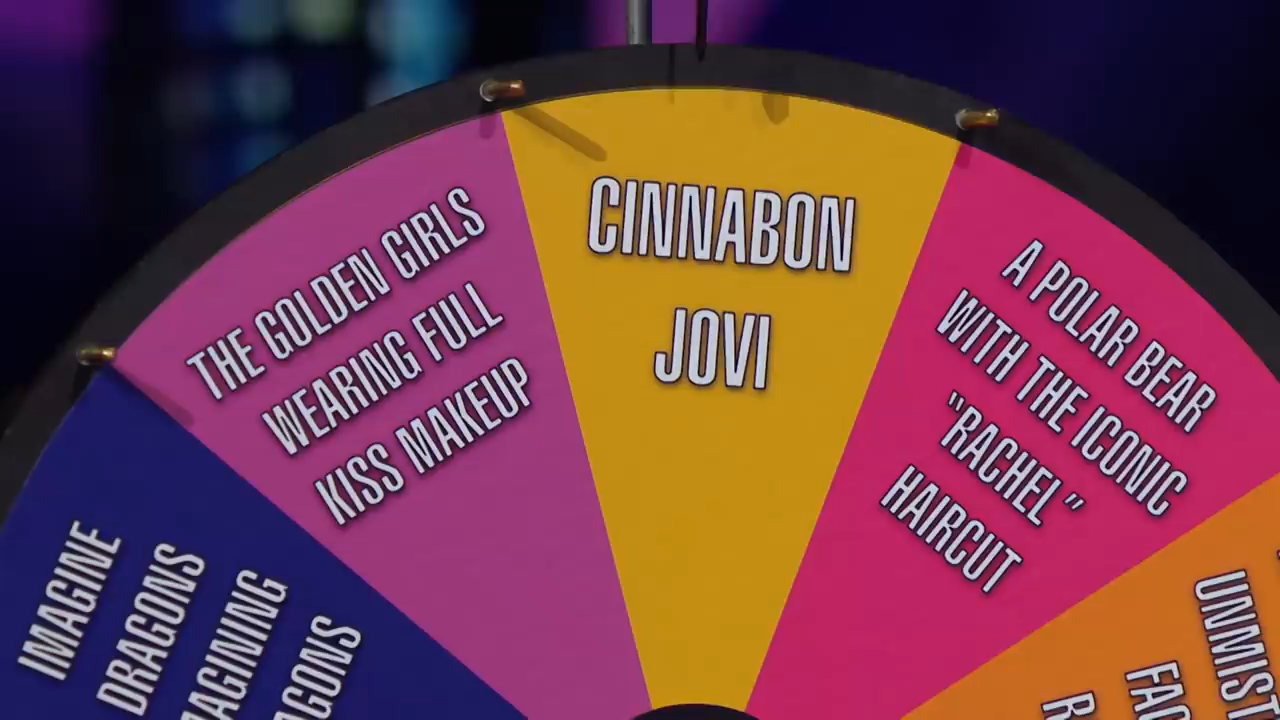 IMAGINE
DRAGONS
THE GOLDEN GIRLS
WEARING FULL
KISS MAKEUP
CINNABON
JOVI
A POLAR BEAR
WITH THE ICONIC
"RACHEL"
HAIRCUT